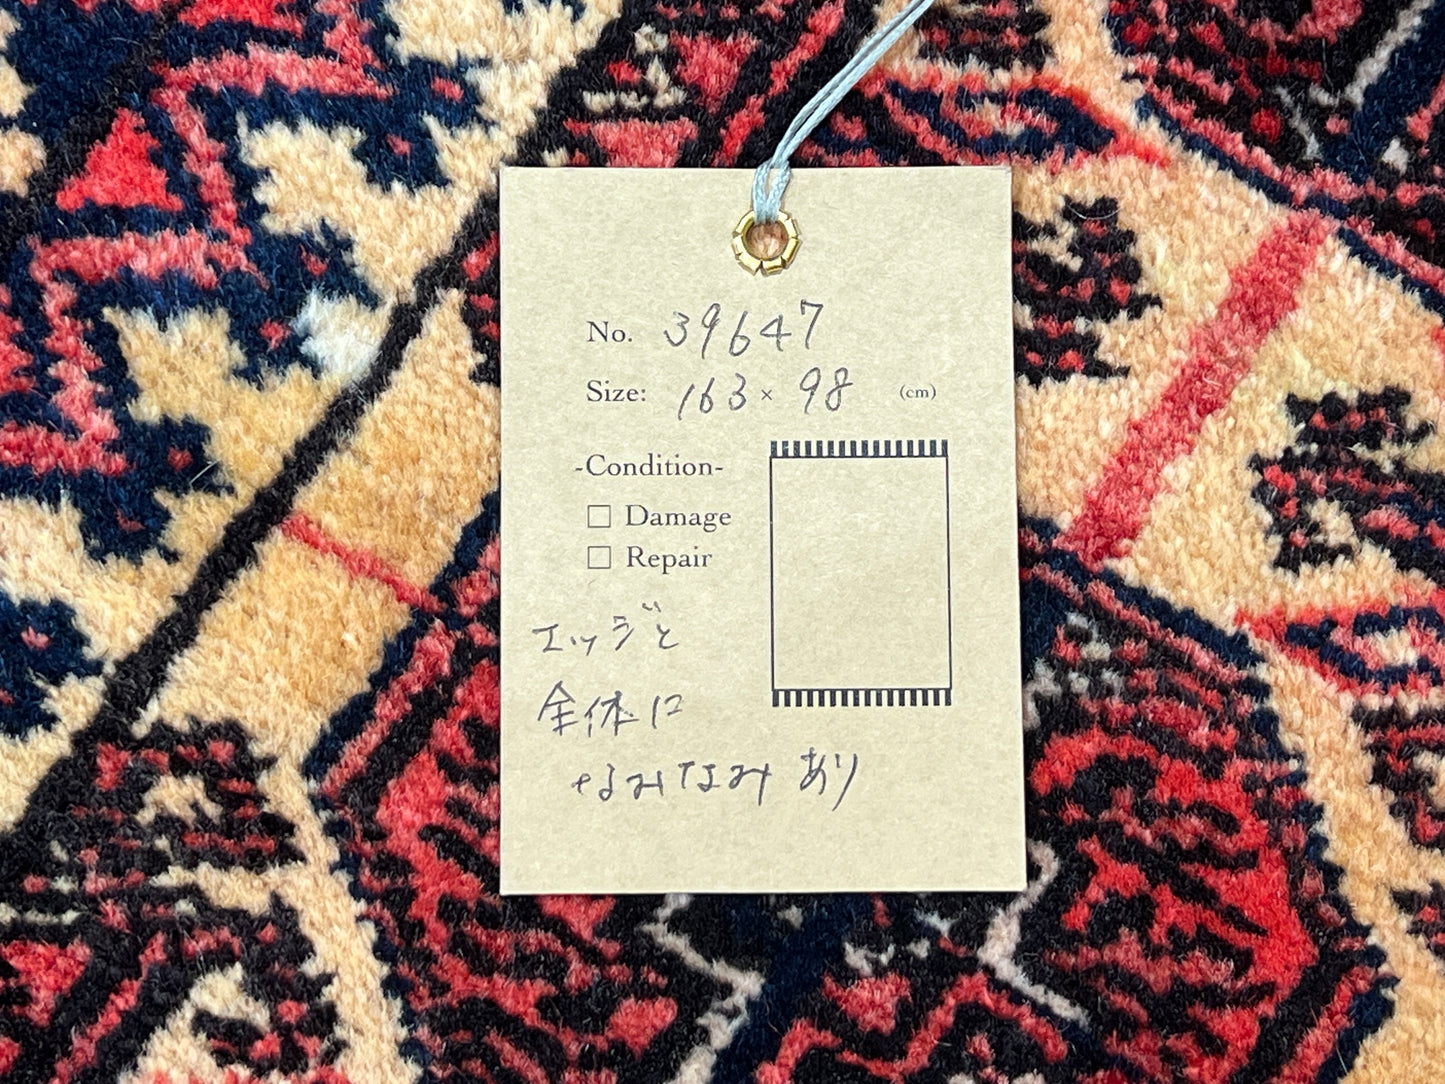 No. 39647
Size: 163 × 98 (cm)
-Condition-
□ Damage
□ Repair
エッジと
全体に
なみなみ あり